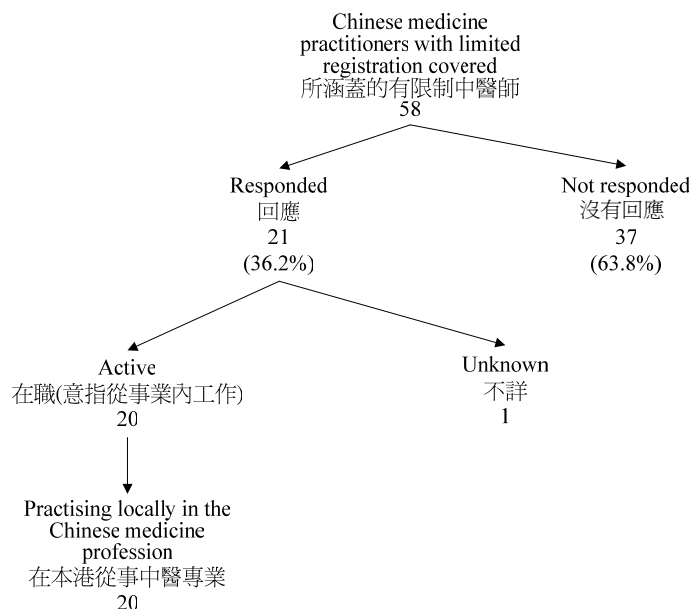 Chinese medicine
practitioners with limited
registration covered
所涵蓋的有限制中醫師
58
Responded
回應
21
(36.2%)
Not responded
沒有回應
37
(63.8%)
Active
在職(意指從事業內工作)
20
Unknown
不詳
1
Practising locally in the
Chinese medicine
profession
在本港從事中醫專業
20